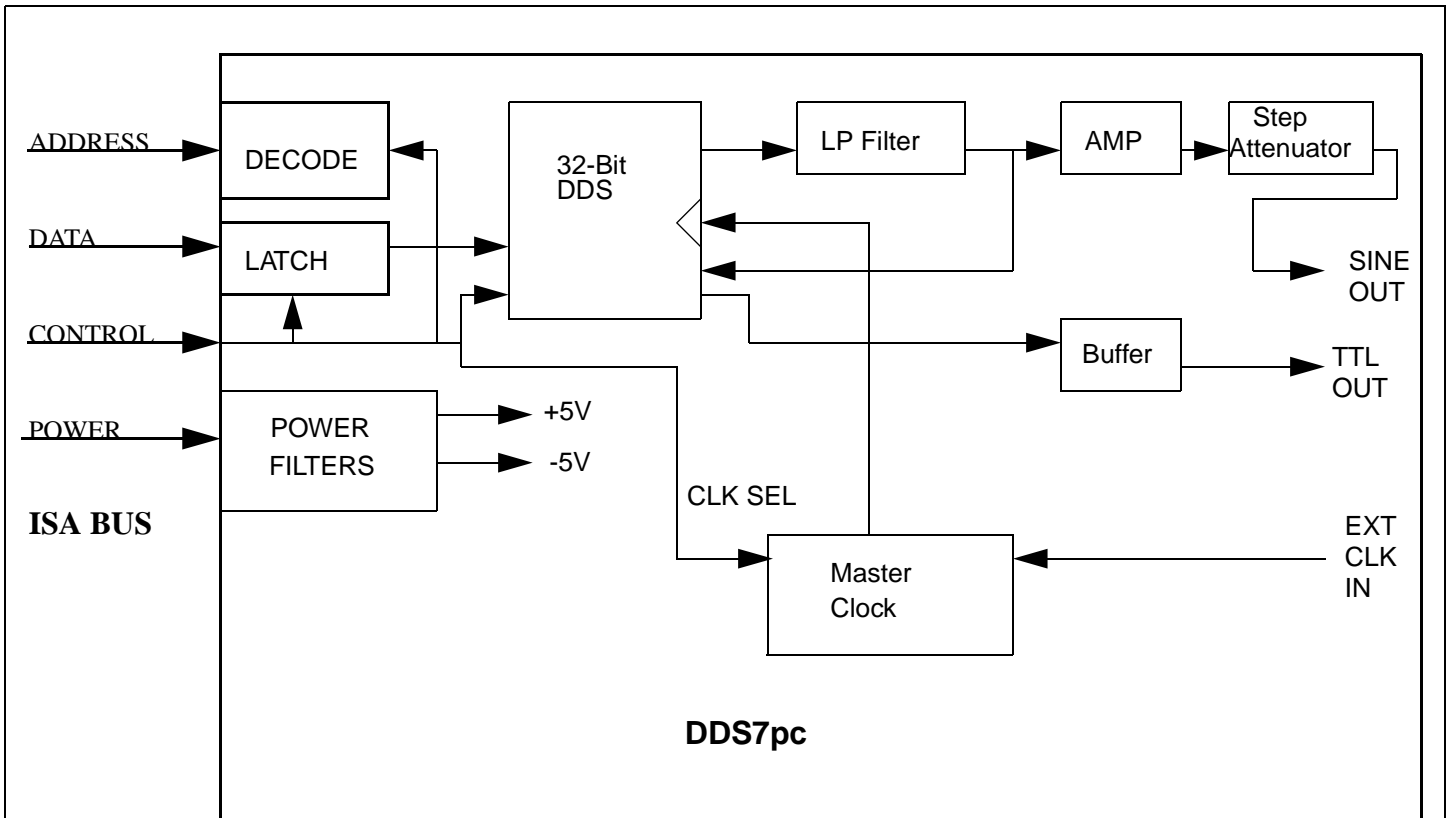 ADDRESS
DECODE
DATA
LATCH
CONTROL
POWER
POWER
FILTERS
+5V
-5V
ISA BUS
32-Bit
DDS
LP Filter
AMP
Step
Attenuator
SINE
OUT
Buffer
TTL
OUT
CLK SEL
Master
Clock
EXT
CLK
IN
DDS7pc